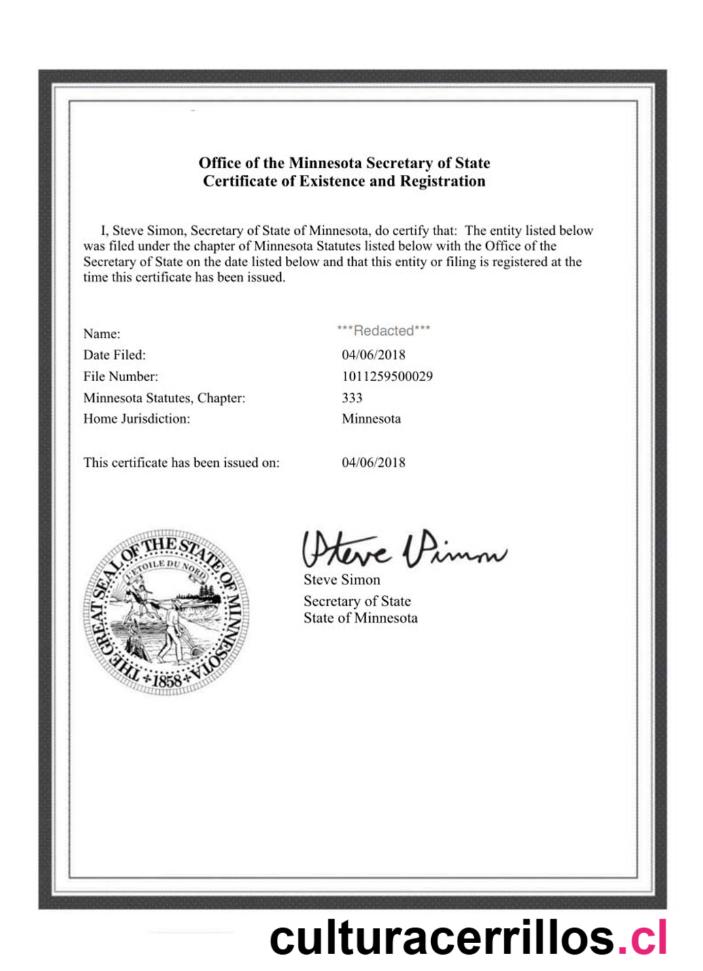 Office of the Minnesota Secretary of State
Certificate of Existence and Registration
I, Steve Simon, Secretary of State of Minnesota, do certify that: The entity listed below
was filed under the chapter of Minnesota Statutes listed below with the Office of the
Secretary of State on the date listed below and that this entity or filing is registered at the
time this certificate has been issued.
Name: ***Redacted***
Date Filed: 04/06/2018
File Number: 1011259500029
Minnesota Statutes, Chapter: 333
Home Jurisdiction: Minnesota
This certificate has been issued on: 04/06/2018
THE GREAT SEAL OF THE STATE OF MINNESOTA
L'ETOILE DU NORD
1858
Steve Simon
Steve Simon
Secretary of State
State of Minnesota
culturacerrillos.cl